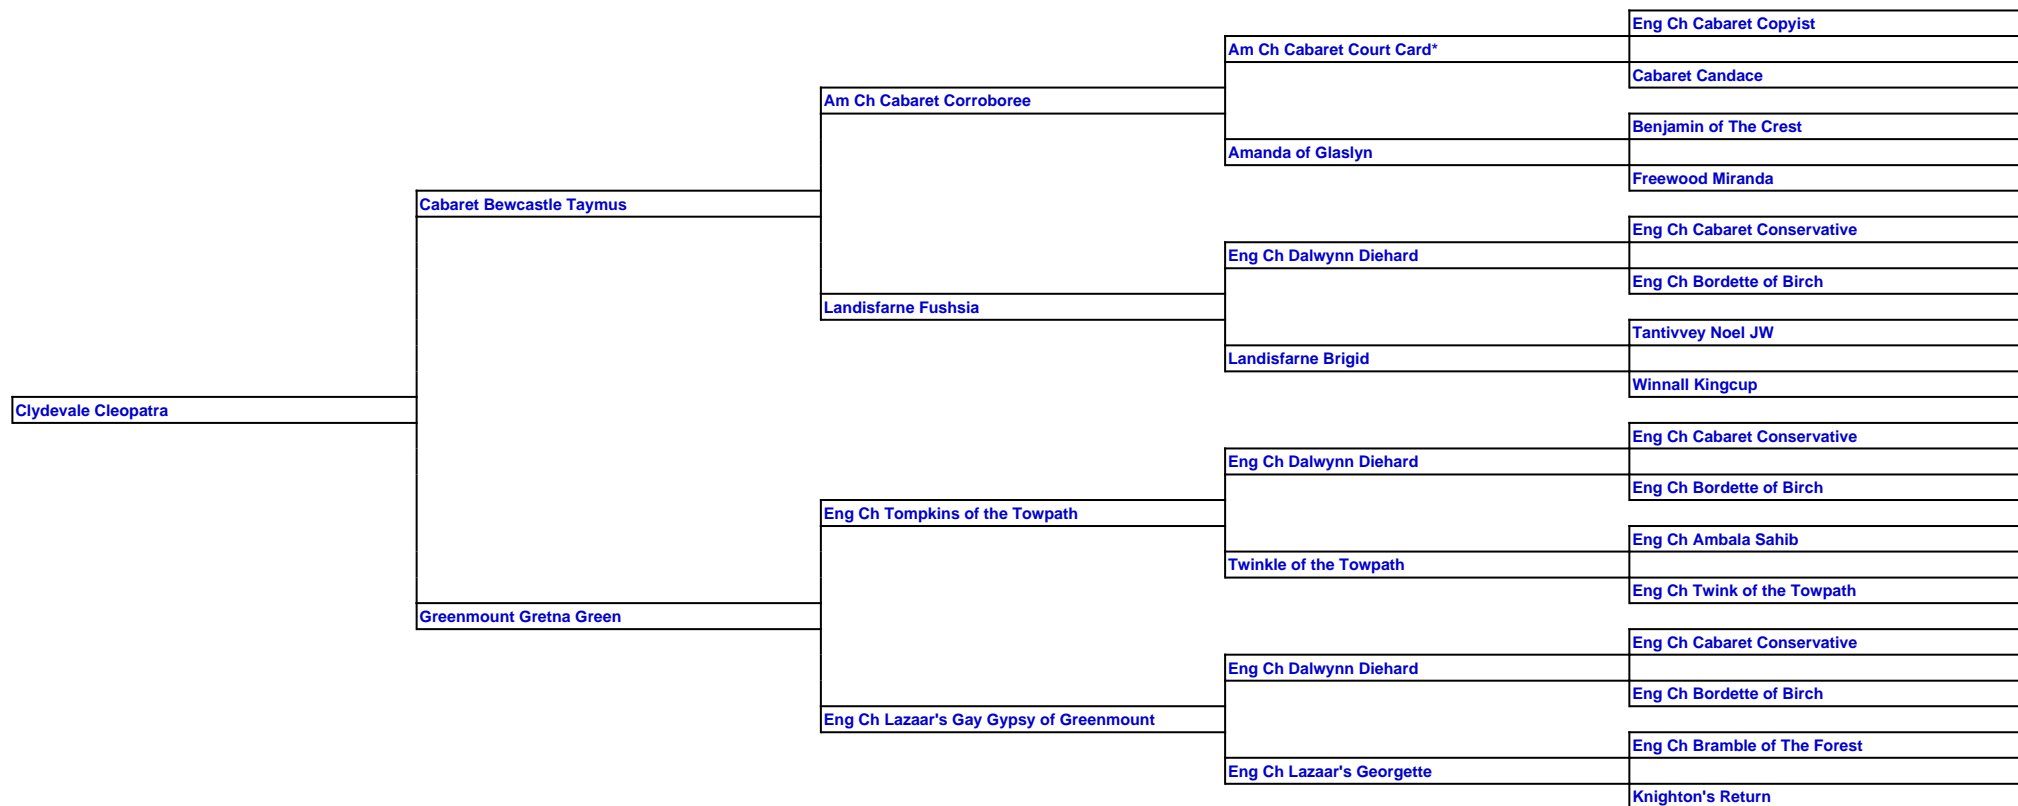 Eng Ch Cabaret Copyist
Am Ch Cabaret Court Card*
Cabaret Candace
Am Ch Cabaret Corroboree
Benjamin of The Crest
Amanda of Glaslyn
Freewood Miranda
Cabaret Bewcastle Taymus
Eng Ch Cabaret Conservative
Eng Ch Dalwynn Diehard
Eng Ch Bordette of Birch
Landisfarne Fushsia
Tantivvey Noel JW
Landisfarne Brigid
Winnall Kingcup
Clydevale Cleopatra
Eng Ch Cabaret Conservative
Eng Ch Dalwynn Diehard
Eng Ch Bordette of Birch
Eng Ch Tompkins of the Towpath
Eng Ch Ambala Sahib
Twinkle of the Towpath
Eng Ch Twink of the Towpath
Greenmount Gretna Green
Eng Ch Cabaret Conservative
Eng Ch Dalwynn Diehard
Eng Ch Bordette of Birch
Eng Ch Lazaar's Gay Gypsy of Greenmount
Eng Ch Bramble of The Forest
Eng Ch Lazaar's Georgette
Knighton's Return